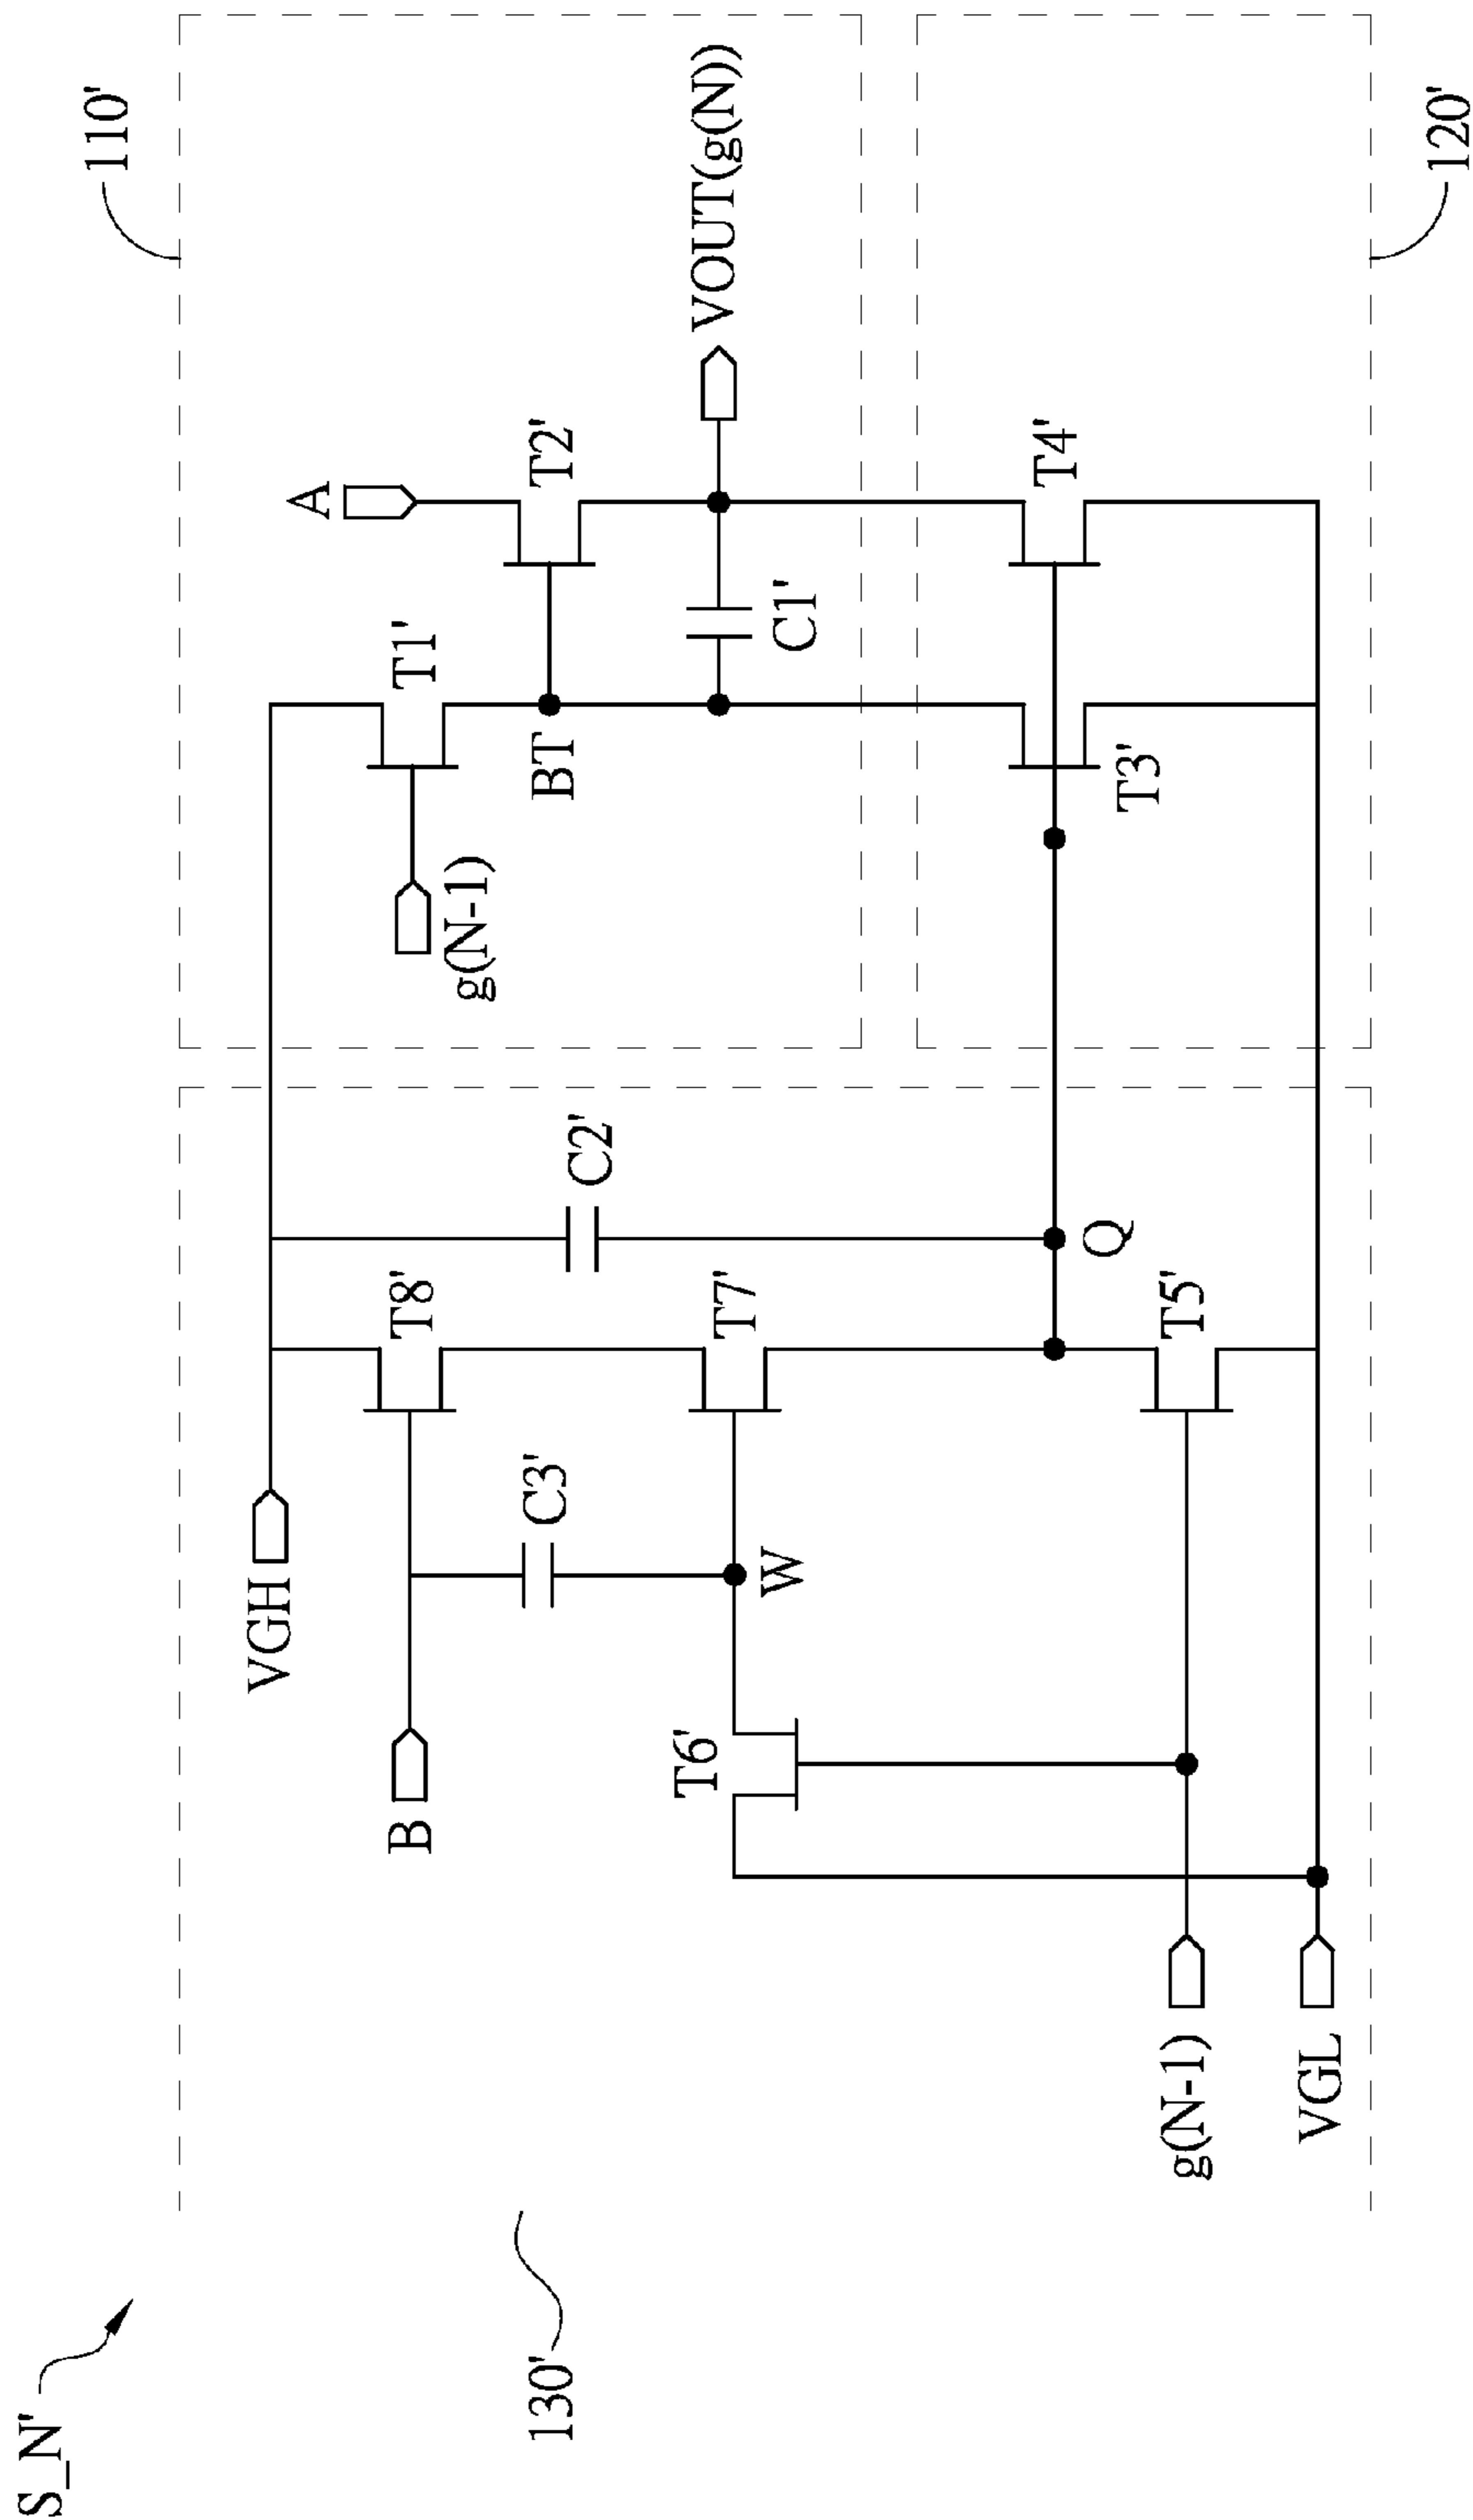 S_N'
130'
110'
120'
VGH
B
g(N-1)
VGL
T8'
C2'
C3'
T7'
W
T6'
Q
T5'
g(N-1)
T1'
BT
A
T2'
C1'
VOUT(g(N))
T3'
T4'